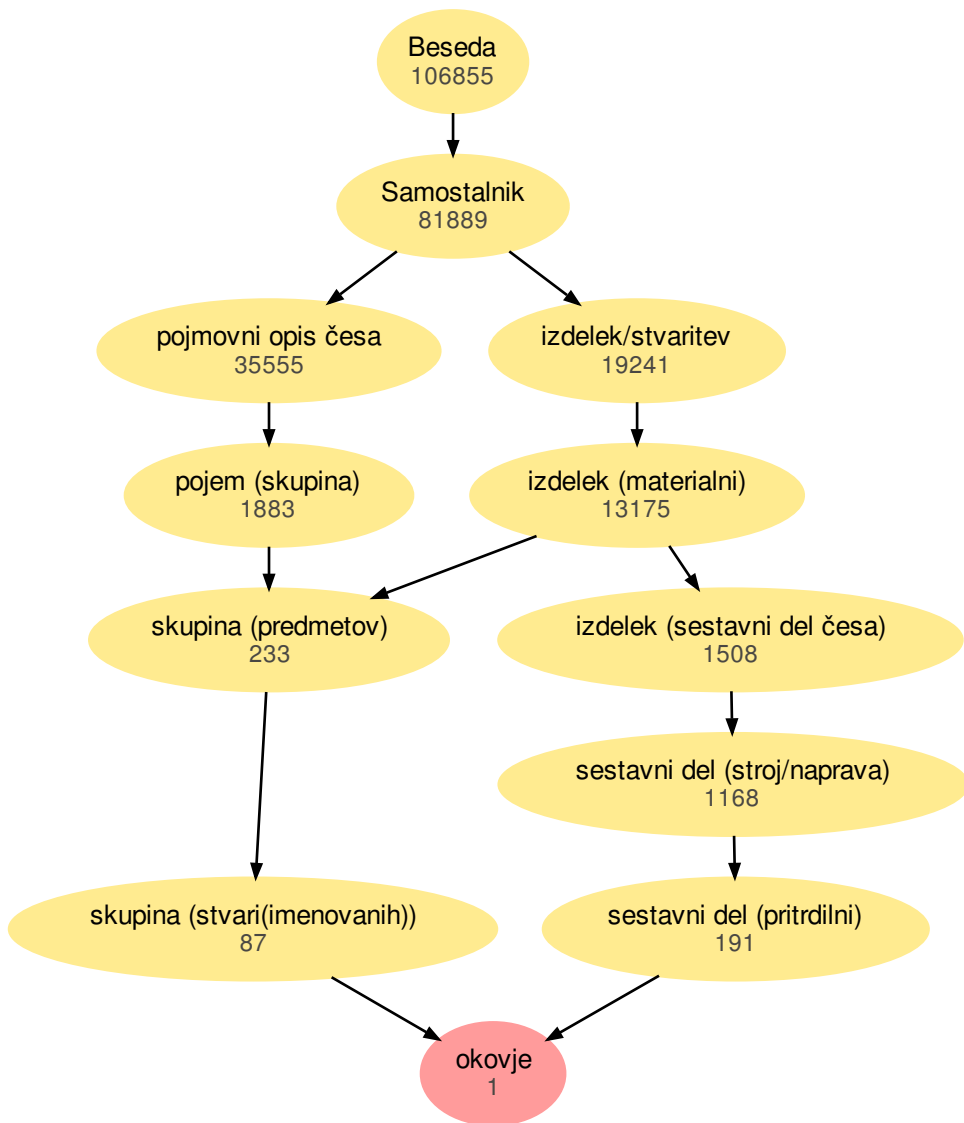 Beseda
106855
Samostalnik
81889
pojmovni opis česa
35555
izdelek/stvaritev
19241
pojem (skupina)
1883
izdelek (materialni)
13175
skupina (predmetov)
233
izdelek (sestavni del česa)
1508
sestavni del (stroj/naprava)
1168
skupina (stvari(imenovanih))
87
sestavni del (pritrdilni)
191
okovje
1